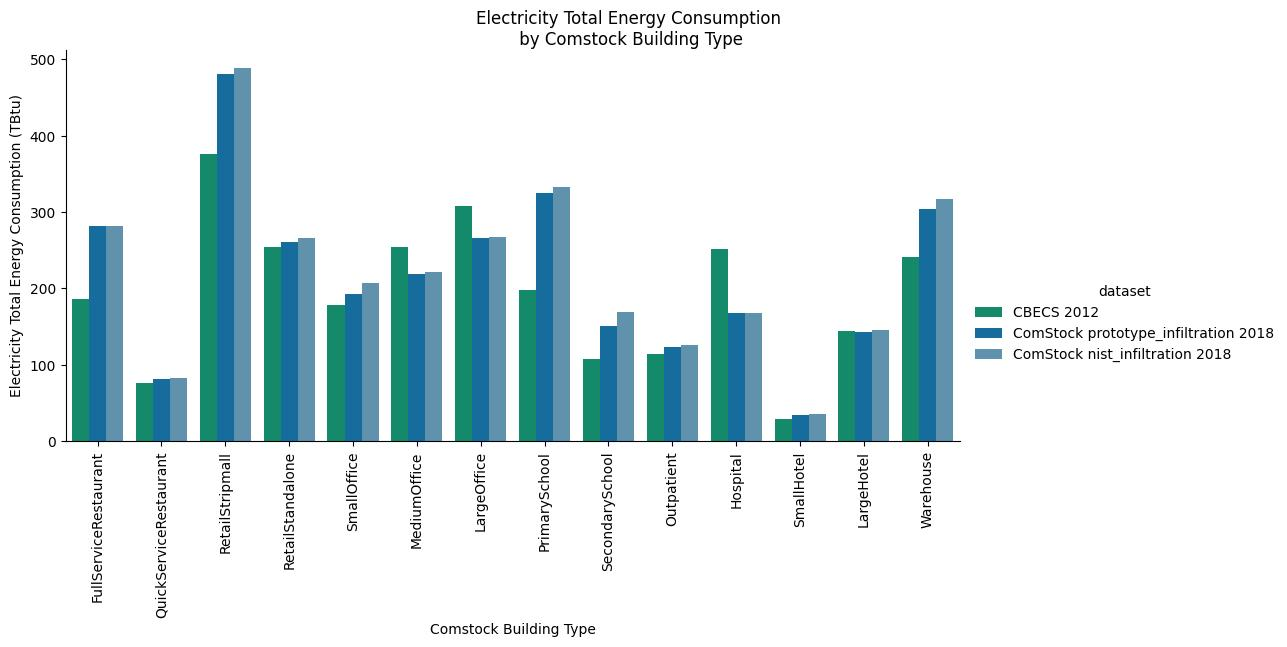 Electricity Total Energy Consumption
by Comstock Building Type
Electricity Total Energy Consumption (TBtu)
500
400
300
200
100
0
FullServiceRestaurant
QuickServiceRestaurant
RetailStripmall
RetailStandalone
SmallOffice
MediumOffice
LargeOffice
PrimarySchool
SecondarySchool
Outpatient
Hospital
SmallHotel
LargeHotel
Warehouse
Comstock Building Type
dataset
CBECS 2012
ComStock prototype_infiltration 2018
ComStock nist_infiltration 2018